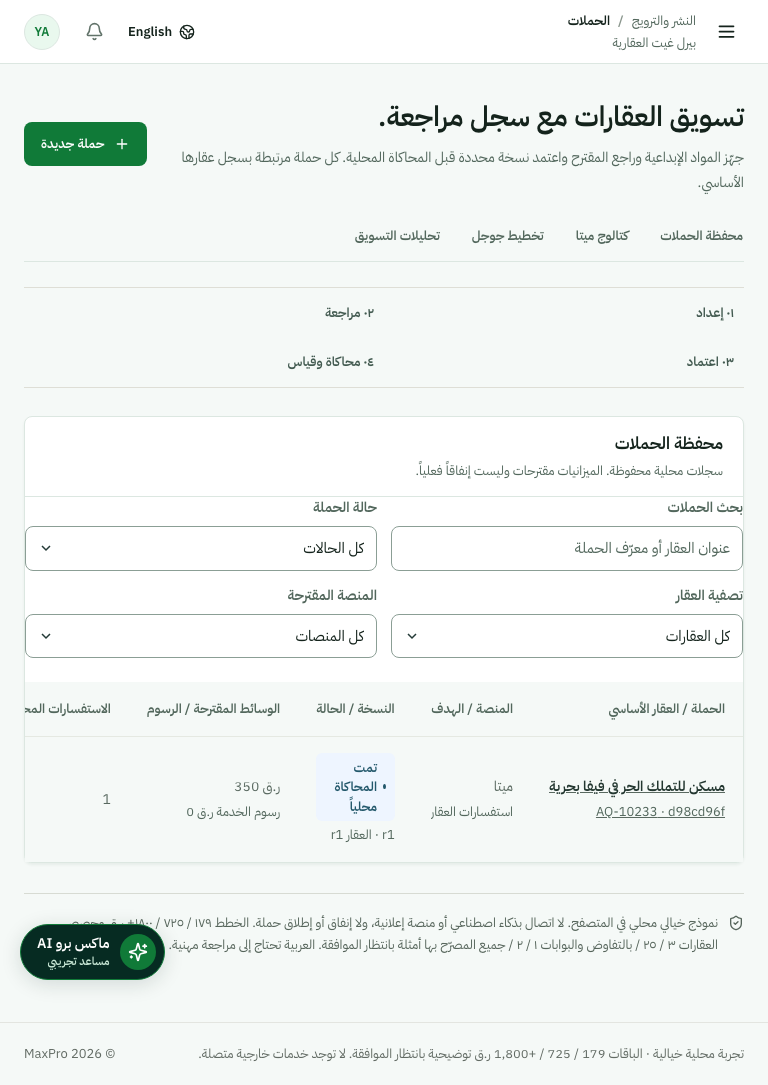 النشر والترويج / الحملات
بيرل غيت العقارية
English
YA
تسويق العقارات مع سجل مراجعة.
جهّز المواد الإبداعية وراجع المقترح واعتمد نسخة محددة قبل المحاكاة المحلية. كل حملة مرتبطة بسجل عقارها
الأساسي.
+ حملة جديدة
محفظة الحملات
كتالوج ميتا
تخطيط جوجل
تحليلات التسويق
٠١ إعداد
٠٢ مراجعة
٠٣ اعتماد
٠٤ محاكاة وقياس
محفظة الحملات
سجلات محلية محفوظة. الميزانيات مقترحات وليست إنفاقاً فعلياً.
بحث الحملات
حالة الحملة
عنوان العقار أو معرّف الحملة
كل الحالات
تصفية العقار
المنصة المقترحة
كل العقارات
كل المنصات
الحملة / العقار الأساسي
المنصة / الهدف
النسخة / الحالة
الوسائط المقترحة / الرسوم
الاستفسارات
مسكن للتملك الحر في فيفا بحرية
AQ-10233 · d98cd96f
ميتا
استفسارات العقار
تمت
• المحاكاة
محلياً
r1 · العقار r1
ر.ق 350
رسوم الخدمة ر.ق 0
1
نموذج خيالي محلي في المتصفح. لا اتصال بذكاء اصطناعي أو منصة إعلانية، ولا إنفاق أو إطلاق حملة. الخطط ١٧٩ / ٧٢٥ /
العقارات ٣ / ٢٥ / بالتفاوض والبوابات ١ / ٢ / جميع المصرّح بها أمثلة بانتظار الموافقة. العربية تحتاج إلى مراجعة مهنية.
ماكس برو AI
مساعد تجريبي
تجربة محلية خيالية · الباقات 179 / 725 / +1,800 ر.ق توضيحية بانتظار الموافقة. لا توجد خدمات خارجية متصلة.
© 2026 MaxPro